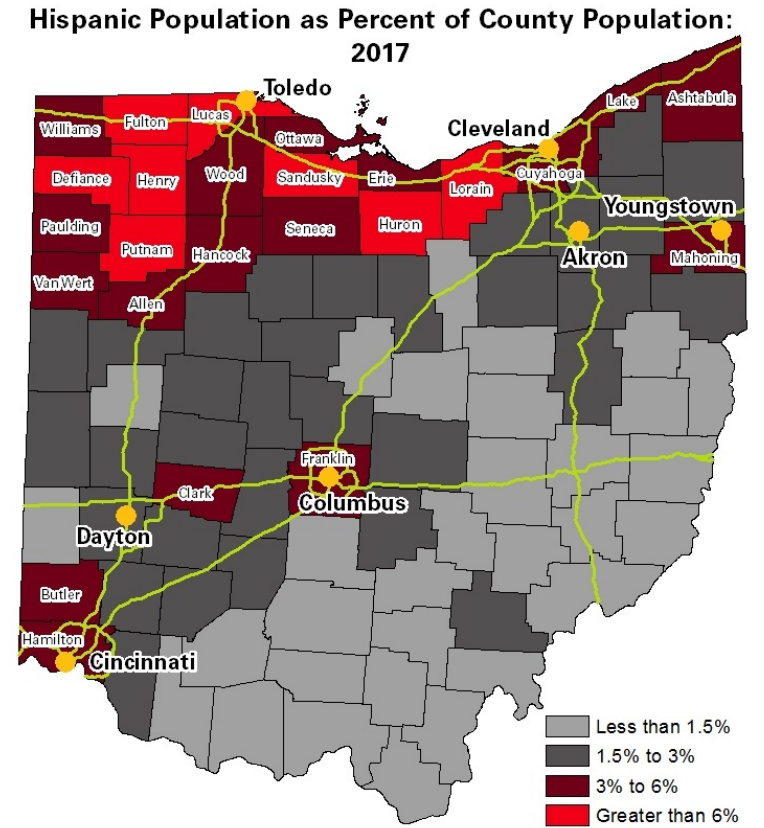 Hispanic Population as Percent of County Population:
2017
Toledo
Lucas
Fulton
Williams
Ottawa
Lake
Ashtabula
Cleveland
Cuyahoga
Defiance
Henry
Wood
Sandusky
Erie
Lorain
Youngstown
Paulding
Putnam
Seneca
Huron
Hancock
Akron
Mahoning
Van Wert
Allen
Franklin
Clark
Columbus
Dayton
Butler
Hamilton
Cincinnati
Less than 1.5%
1.5% to 3%
3% to 6%
Greater than 6%